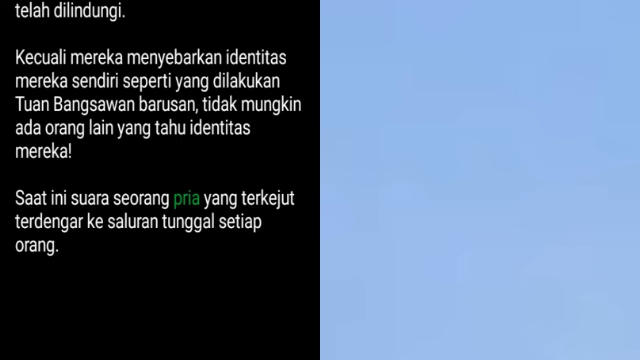 telah dilindungi.
Kecuali mereka menyebarkan identitas
mereka sendiri seperti yang dilakukan
Tuan Bangsawan barusan, tidak mungkin
ada orang lain yang tahu identitas
mereka!
Saat ini suara seorang pria yang terkejut
terdengar ke saluran tunggal setiap
orang.